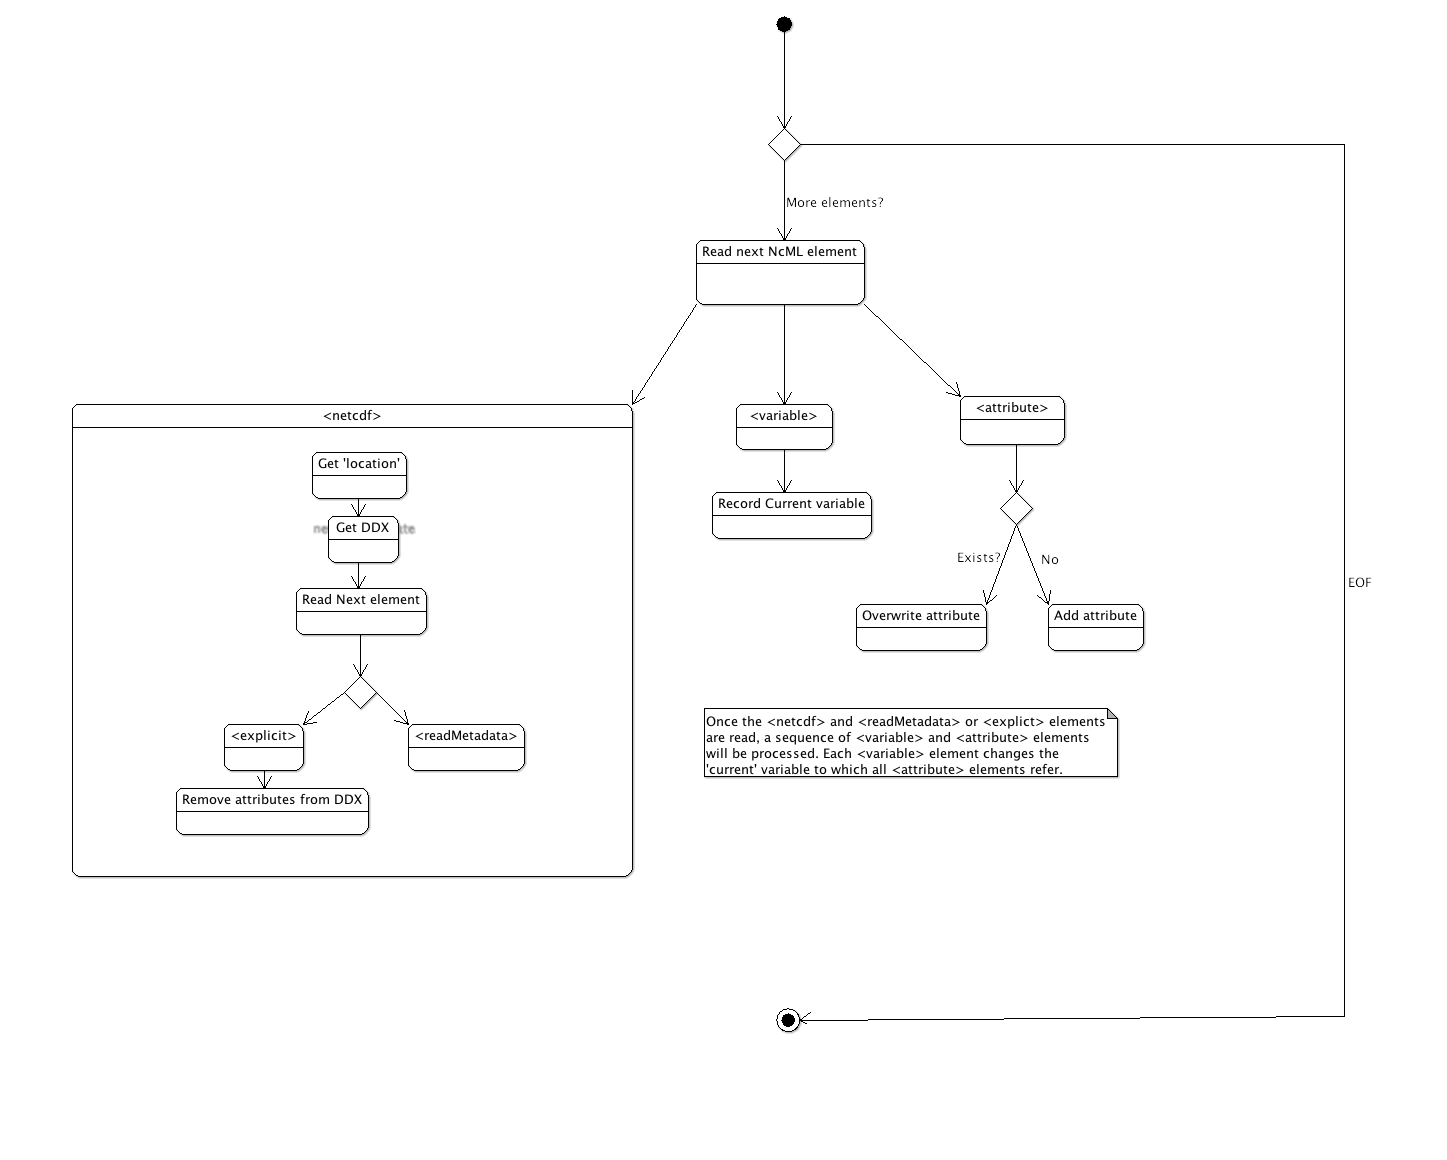 More elements?
Read next NcML element
<netcdf>
<variable>
<attribute>
Get 'location'
Get DDX
Read Next element
<explicit>
<readMetadata>
Remove attributes from DDX
Record Current variable
Exists?
No
Overwrite attribute
Add attribute
EOF
Once the <netcdf> and <readMetadata> or <explict> elements
are read, a sequence of <variable> and <attribute> elements
will be processed. Each <variable> element changes the
'current' variable to which all <attribute> elements refer.